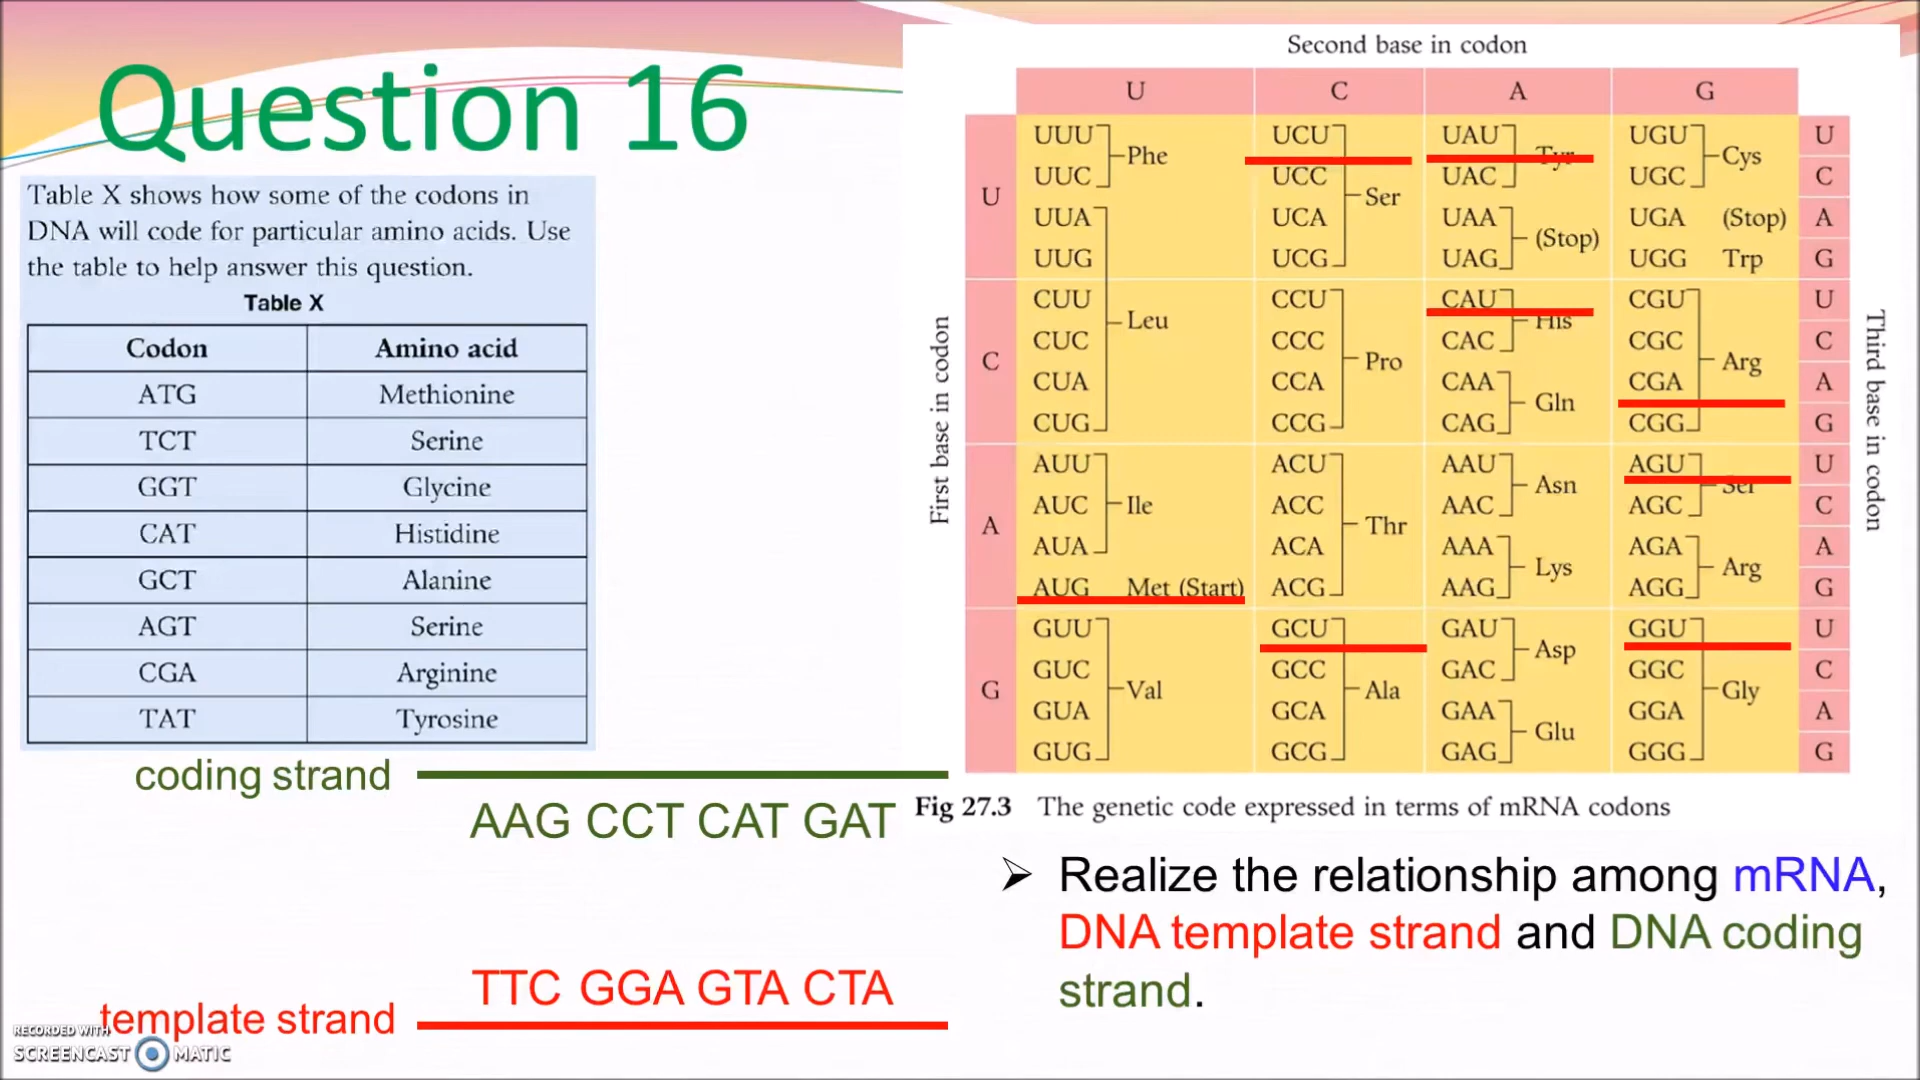 Question 16
Table X shows how some of the codons in
DNA will code for particular amino acids. Use
the table to help answer this question.
Table X
Codon Amino acid
ATG Methionine
TCT Serine
GGT Glycine
CAT Histidine
GCT Alanine
AGT Serine
CGA Arginine
TAT Tyrosine
coding strand
AAG CCT CAT GAT
TTC GGA GTA CTA
template strand
Second base in codon
U C A G
First base in codon
Third base in codon
U
UUU UCU UAU UGU U
Phe Tyr Cys
UUC UCC UAC UGC C
Ser
UUA UCA UAA UGA (Stop) A
(Stop)
UUG UCG UAG UGG Trp G
C
CUU CCU CAU CGU U
Leu His
CUC CCC CAC CGC C
Pro Arg
CUA CCA CAA CGA A
Gln
CUG CCG CAG CGG G
A
AUU ACU AAU AGU U
Asn Ser
AUC Ile ACC AAC AGC C
Thr
AUA ACA AAA AGA A
Lys Arg
AUG Met (Start) ACG AAG AGG G
G
GUU GCU GAU GGU U
Asp
GUC GCC GAC GGC C
Val Ala Gly
GUA GCA GAA GGA A
Glu
GUG GCG GAG GGG G
Fig 27.3 The genetic code expressed in terms of mRNA codons
➢ Realize the relationship among mRNA,
DNA template strand and DNA coding
strand.
RECORDED WITH
SCREENCAST MATIC